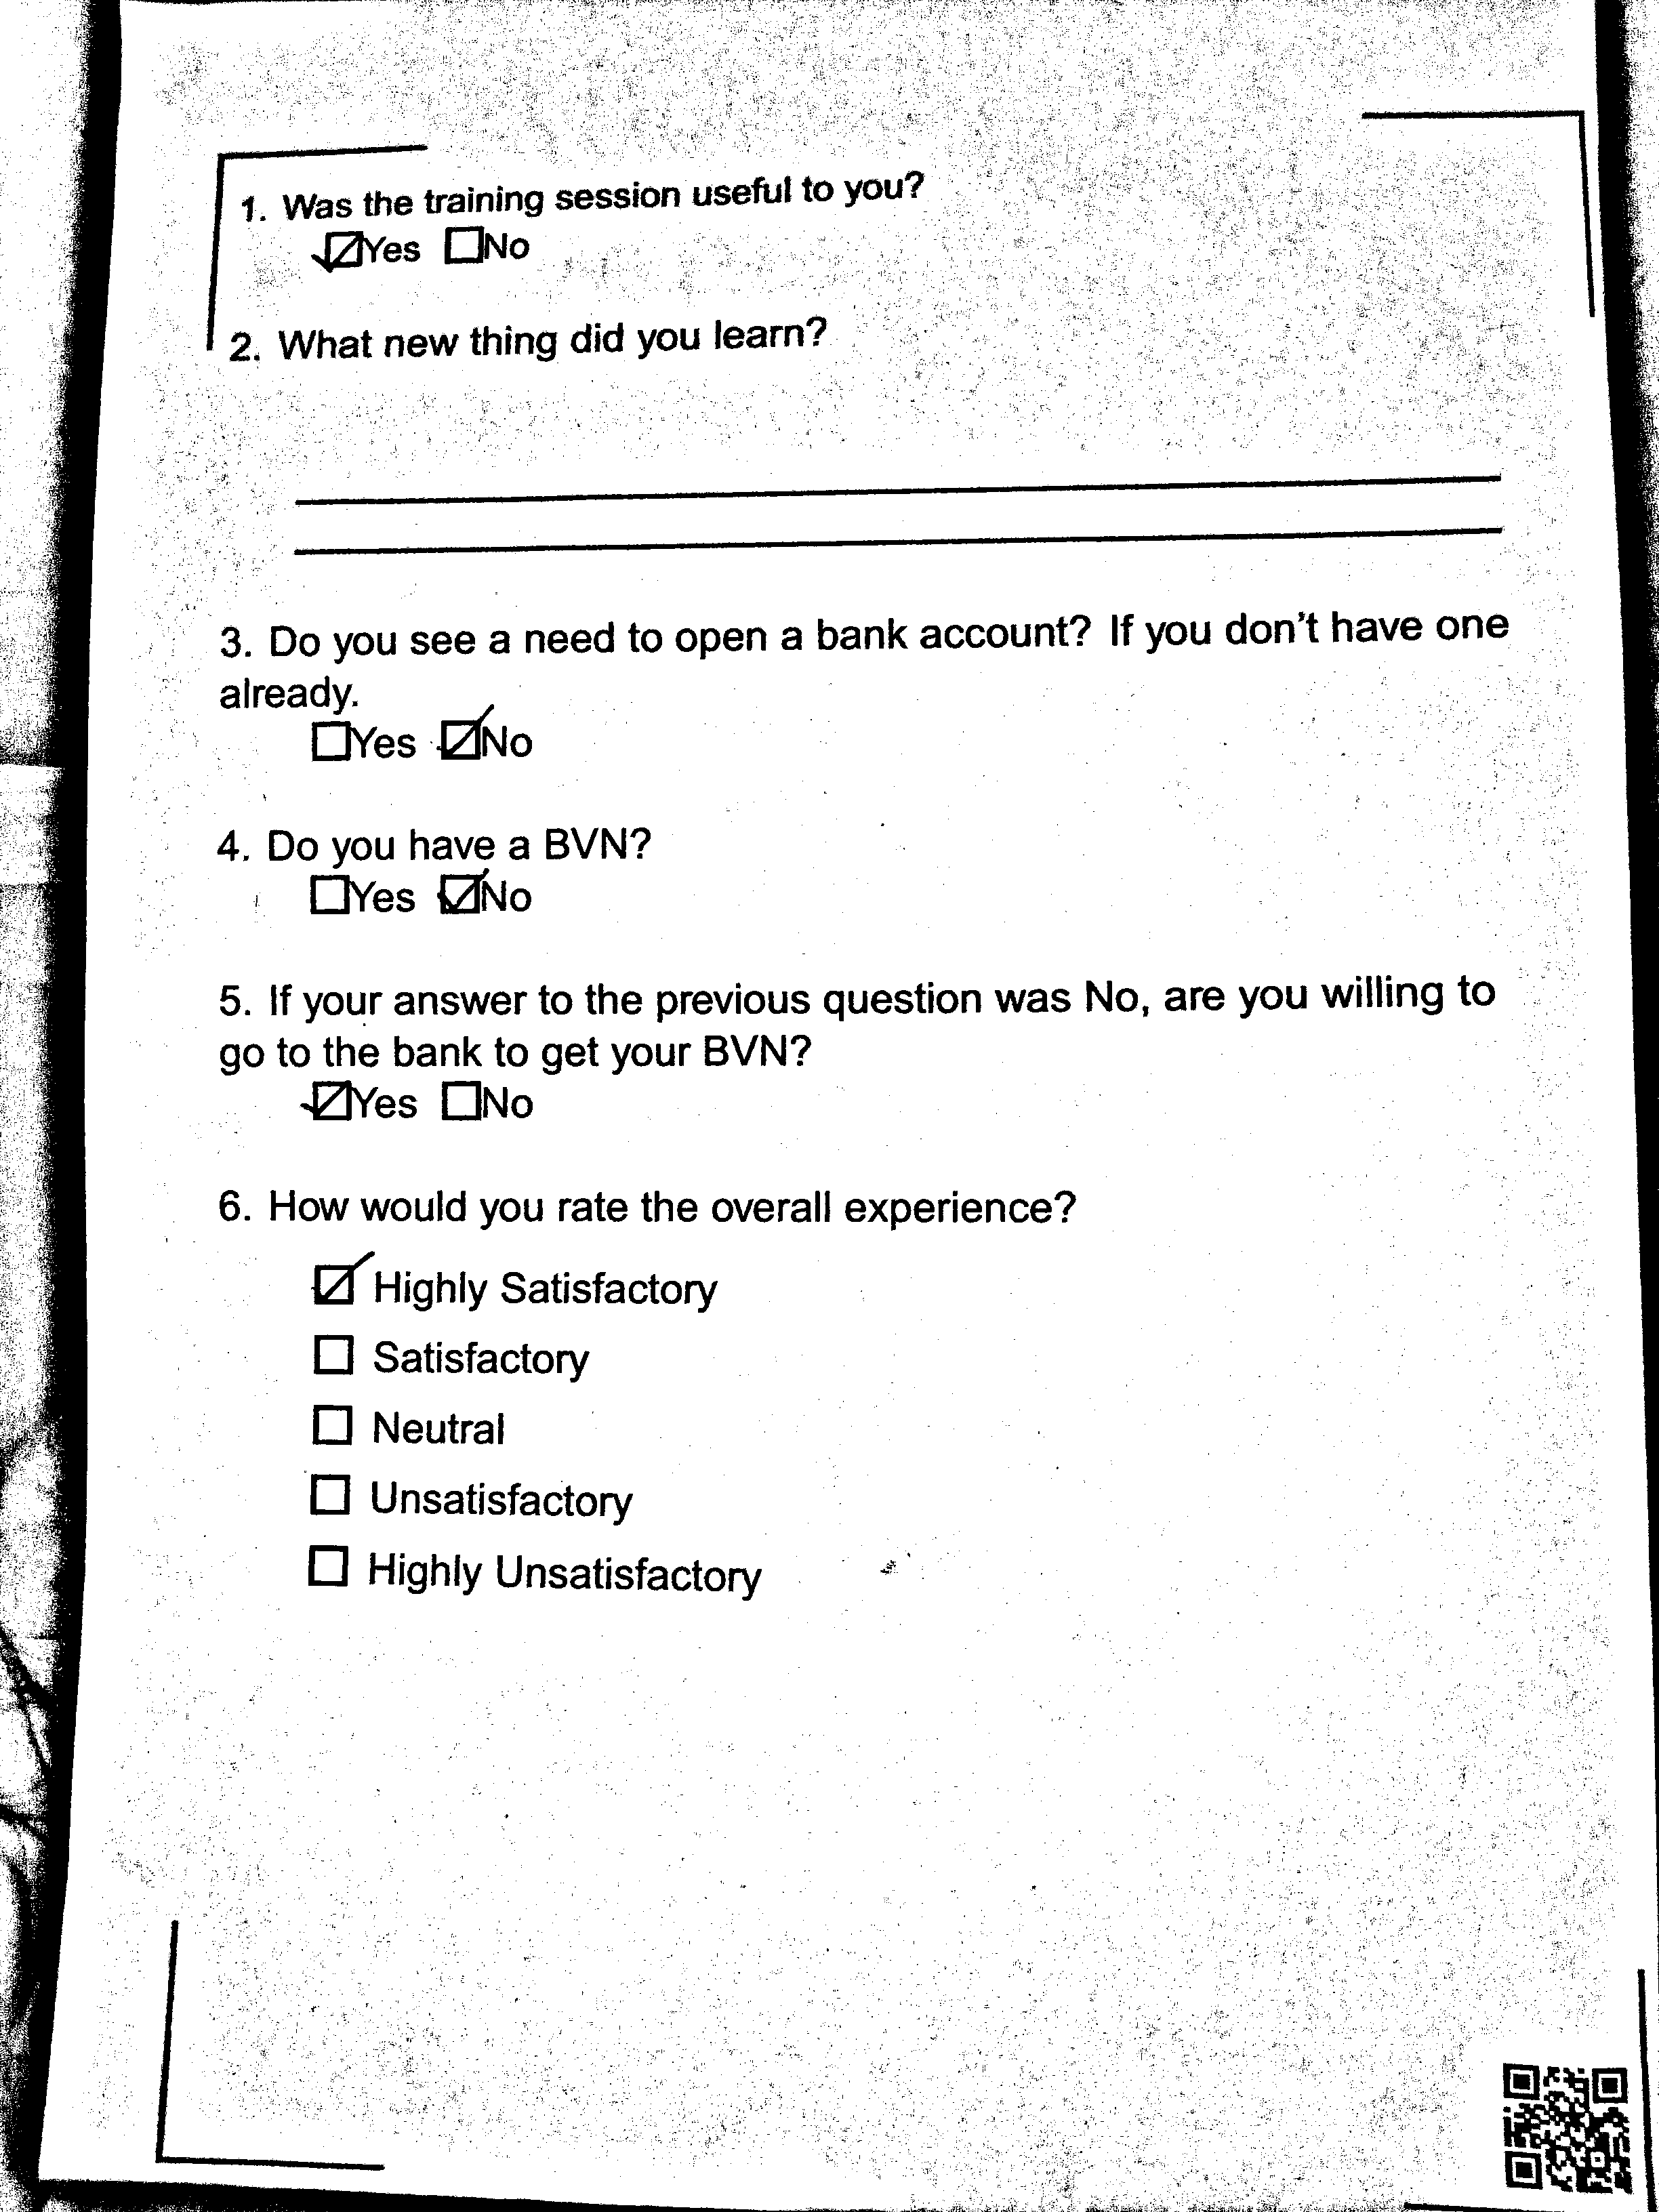 1. Was the training session useful to you?
☑Yes ☐No
2. What new thing did you learn?
3. Do you see a need to open a bank account? If you don't have one
already.
☐Yes ☑No
4. Do you have a BVN?
☐Yes ☑No
5. If your answer to the previous question was No, are you willing to
go to the bank to get your BVN?
☑Yes ☐No
6. How would you rate the overall experience?
☑ Highly Satisfactory
☐ Satisfactory
☐ Neutral
☐ Unsatisfactory
☐ Highly Unsatisfactory